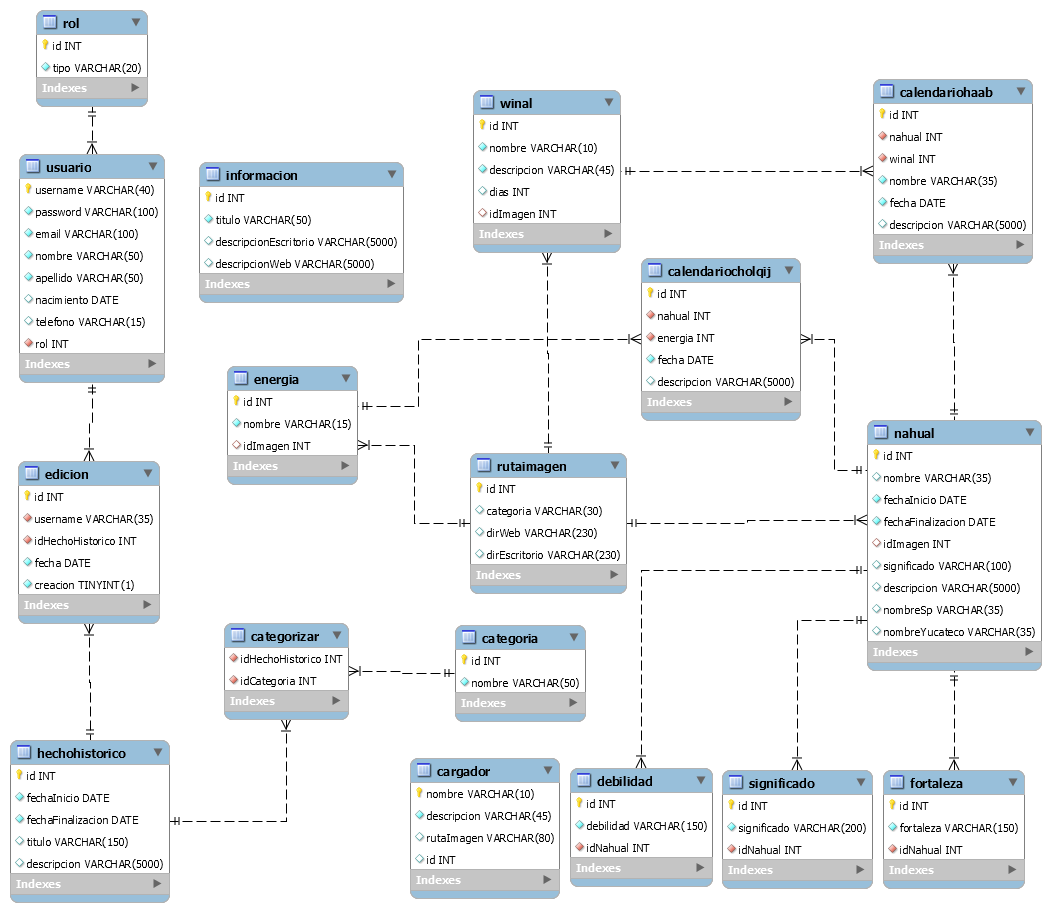 rol
id INT
tipo VARCHAR(20)
Indexes
usuario
username VARCHAR(40)
password VARCHAR(100)
email VARCHAR(100)
nombre VARCHAR(50)
apellido VARCHAR(50)
nacimiento DATE
telefono VARCHAR(15)
rol INT
Indexes
informacion
id INT
titulo VARCHAR(50)
descripcionEscritorio VARCHAR(5000)
descripcionWeb VARCHAR(5000)
Indexes
winal
id INT
nombre VARCHAR(10)
descripcion VARCHAR(45)
dias INT
idImagen INT
Indexes
calendariohaab
id INT
nahual INT
winal INT
nombre VARCHAR(35)
fecha DATE
descripcion VARCHAR(5000)
Indexes
calendariocholqij
id INT
nahual INT
energia INT
fecha DATE
descripcion VARCHAR(5000)
Indexes
energia
id INT
nombre VARCHAR(15)
idImagen INT
Indexes
rutaimagen
id INT
categoria VARCHAR(30)
dirWeb VARCHAR(230)
dirEscritorio VARCHAR(230)
Indexes
nahual
id INT
nombre VARCHAR(35)
fechaInicio DATE
fechaFinalizacion DATE
idImagen INT
significado VARCHAR(100)
descripcion VARCHAR(5000)
nombreSp VARCHAR(35)
nombreYucateco VARCHAR(35)
Indexes
edicion
id INT
username VARCHAR(35)
idHechoHistorico INT
fecha DATE
creacion TINYINT(1)
Indexes
categorizar
idHechoHistorico INT
idCategoria INT
Indexes
categoria
id INT
nombre VARCHAR(50)
Indexes
hechohistorico
id INT
fechaInicio DATE
fechaFinalizacion DATE
titulo VARCHAR(150)
descripcion VARCHAR(5000)
Indexes
cargador
nombre VARCHAR(10)
descripcion VARCHAR(45)
rutaImagen VARCHAR(80)
id INT
Indexes
debilidad
id INT
debilidad VARCHAR(150)
idNahual INT
Indexes
significado
id INT
significado VARCHAR(200)
idNahual INT
Indexes
fortaleza
id INT
fortaleza VARCHAR(150)
idNahual INT
Indexes